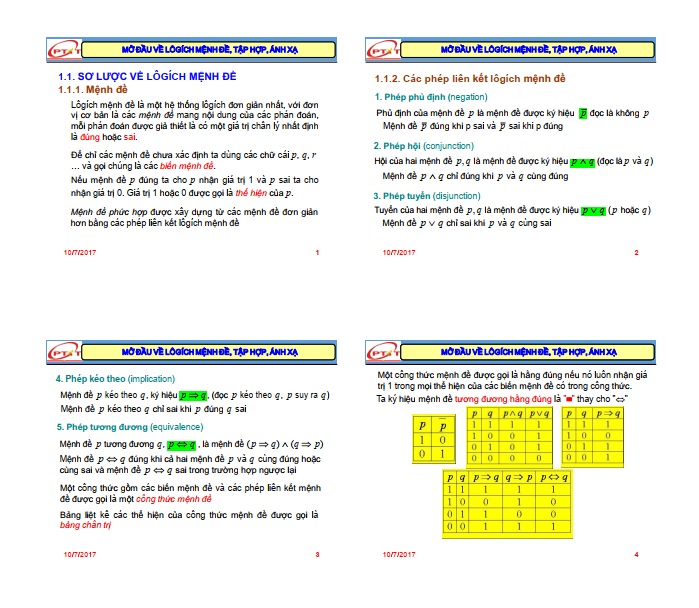 PTIT
MỞ ĐẦU VỀ LÔGÍCH MỆNH ĐỀ, TẬP HỢP, ÁNH XẠ
1.1. SƠ LƯỢC VỀ LÔGÍCH MỆNH ĐỀ
1.1.1. Mệnh đề
Lôgích mệnh đề là một hệ thống lôgích đơn giản nhất, với đơn
vị cơ bản là các mệnh đề mang nội dung của các phán đoán,
mỗi phán đoán được giả thiết là có một giá trị chân lý nhất định
là đúng hoặc sai.
Để chỉ các mệnh đề chưa xác định ta dùng các chữ cái p, q, r
... và gọi chúng là các biến mệnh đề.
Nếu mệnh đề p đúng ta cho p nhận giá trị 1 và p sai ta cho
nhận giá trị 0. Giá trị 1 hoặc 0 được gọi là thể hiện của p.
Mệnh đề phức hợp được xây dựng từ các mệnh đề đơn giản
hơn bằng các phép liên kết lôgích mệnh đề
10/7/2017 1
PTIT
MỞ ĐẦU VỀ LÔGÍCH MỆNH ĐỀ, TẬP HỢP, ÁNH XẠ
1.1.2. Các phép liên kết lôgích mệnh đề
1. Phép phủ định (negation)
Phủ định của mệnh đề p là mệnh đề được ký hiệu p̅ đọc là không p
Mệnh đề p̅ đúng khi p sai và p̅ sai khi p đúng
2. Phép hội (conjunction)
Hội của hai mệnh đề p, q là mệnh đề được ký hiệu p ∧ q (đọc là p và q)
Mệnh đề p ∧ q chỉ đúng khi p và q cùng đúng
3. Phép tuyển (disjunction)
Tuyển của hai mệnh đề p, q là mệnh đề được ký hiệu p ∨ q (p hoặc q)
Mệnh đề p ∨ q chỉ sai khi p và q cùng sai
10/7/2017 2
PTIT
MỞ ĐẦU VỀ LÔGÍCH MỆNH ĐỀ, TẬP HỢP, ÁNH XẠ
4. Phép kéo theo (implication)
Mệnh đề p kéo theo q, ký hiệu p ⇒ q, (đọc p kéo theo q, p suy ra q)
Mệnh đề p kéo theo q chỉ sai khi p đúng q sai
5. Phép tương đương (equivalence)
Mệnh đề p tương đương q, p ⇔ q, là mệnh đề (p ⇒ q) ∧ (q ⇒ p)
Mệnh đề p ⇔ q đúng khi cả hai mệnh đề p và q cùng đúng hoặc
cùng sai và mệnh đề p ⇔ q sai trong trường hợp ngược lại
Một công thức gồm các biến mệnh đề và các phép liên kết mệnh
đề được gọi là một công thức mệnh đề
Bảng liệt kê các thể hiện của công thức mệnh đề được gọi là
bảng chân trị
10/7/2017 3
PTIT
MỞ ĐẦU VỀ LÔGÍCH MỆNH ĐỀ, TẬP HỢP, ÁNH XẠ
Một công thức mệnh đề được gọi là hằng đúng nếu nó luôn nhận giá
trị 1 trong mọi thể hiện của các biến mệnh đề có trong công thức.
Ta ký hiệu mệnh đề tương đương hằng đúng là "≡" thay cho "⇔"
p p̅
1 0
0 1
p q p∧q p∨q
1 1 1 1
1 0 0 1
0 1 0 1
0 0 0 0
p q p⇒q
1 1 1
1 0 0
0 1 1
0 0 1
p q p⇒q q⇒p p⇔q
1 1 1 1 1
1 0 0 1 0
0 1 1 0 0
0 0 1 1 1
10/7/2017 4